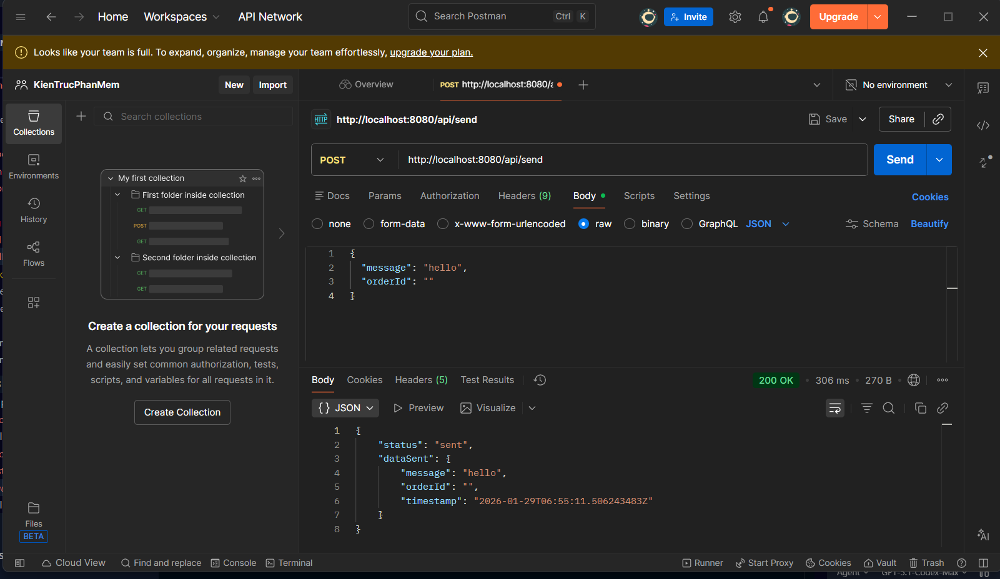 Home Workspaces API Network Search Postman Ctrl K Invite Upgrade
Looks like your team is full. To expand, organize, manage your team effortlessly, upgrade your plan.
KienTrucPhanMem New Import Overview POST http://localhost:8080/a No environment
Search collections
Collections
Environments
History
Flows
My first collection
First folder inside collection
GET
POST
GET
Second folder inside collection
GET
GET
Create a collection for your requests
A collection lets you group related requests
and easily set common authorization, tests,
scripts, and variables for all requests in it.
Create Collection
Files
BETA
HTTP http://localhost:8080/api/send Save Share
POST http://localhost:8080/api/send Send
Docs Params Authorization Headers (9) Body Scripts Settings Cookies
none form-data x-www-form-urlencoded raw binary GraphQL JSON Schema Beautify
1 {
2 "message": "hello",
3 "orderId": ""
4 }
Body Cookies Headers (5) Test Results 200 OK 306 ms 270 B
{} JSON Preview Visualize
1 {
2 "status": "sent",
3 "dataSent": {
4 "message": "hello",
5 "orderId": "",
6 "timestamp": "2026-01-29T06:55:11.506243483Z"
7 }
8 }
AI
Cloud View Find and replace Console Terminal Runner Start Proxy Cookies Vault Trash
Agent GPT-5.1-Codex-Max